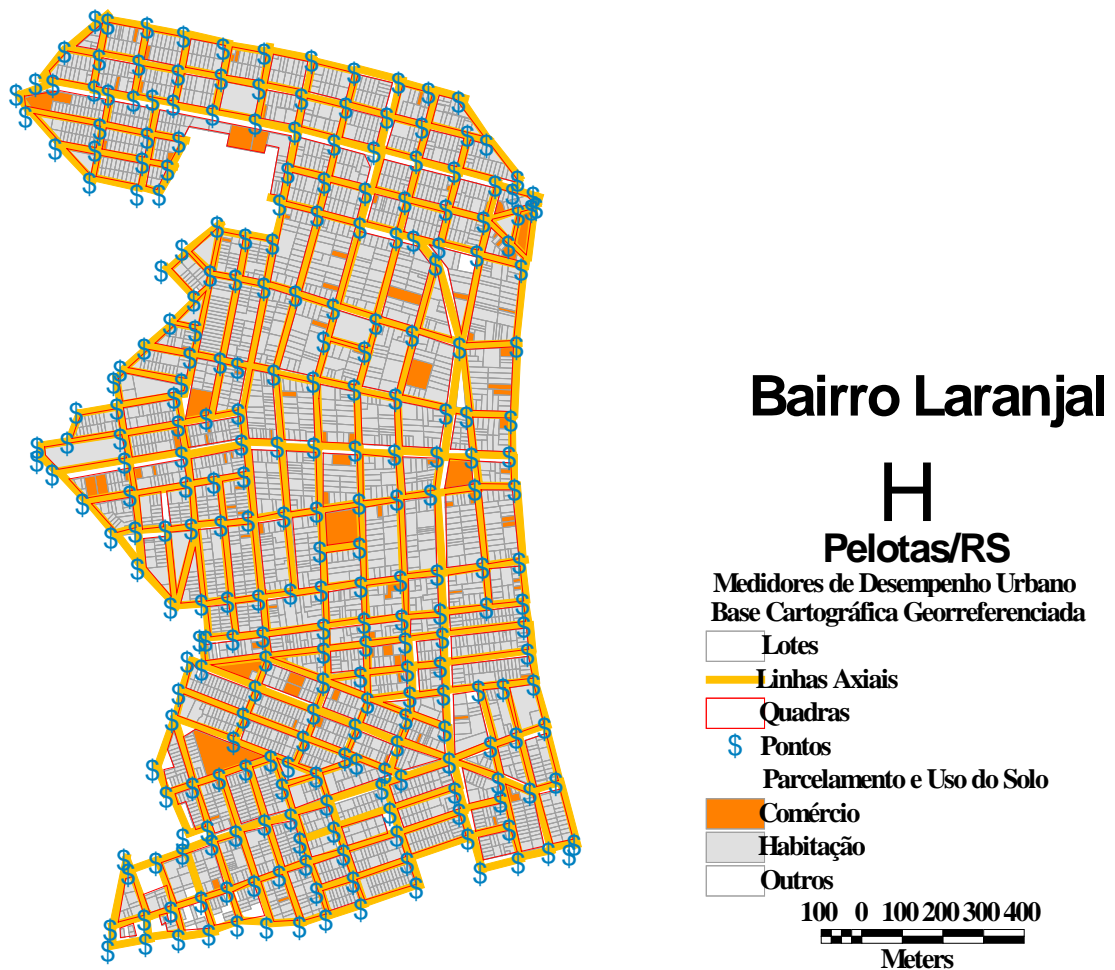 Bairro Laranjal
H
Pelotas/RS
Medidores de Desempenho Urbano
Base Cartográfica Georreferenciada
Lotes
Linhas Axiais
Quadras
$ Pontos
Parcelamento e Uso do Solo
Comércio
Habitação
Outros
100 0 100 200 300 400
Meters